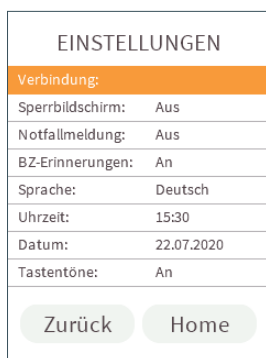 EINSTELLUNGEN
Verbindung:
Sperrbildschirm: Aus
Notfallmeldung: Aus
BZ-Erinnerungen: An
Sprache: Deutsch
Uhrzeit: 15:30
Datum: 22.07.2020
Tastentöne: An
Zurück Home